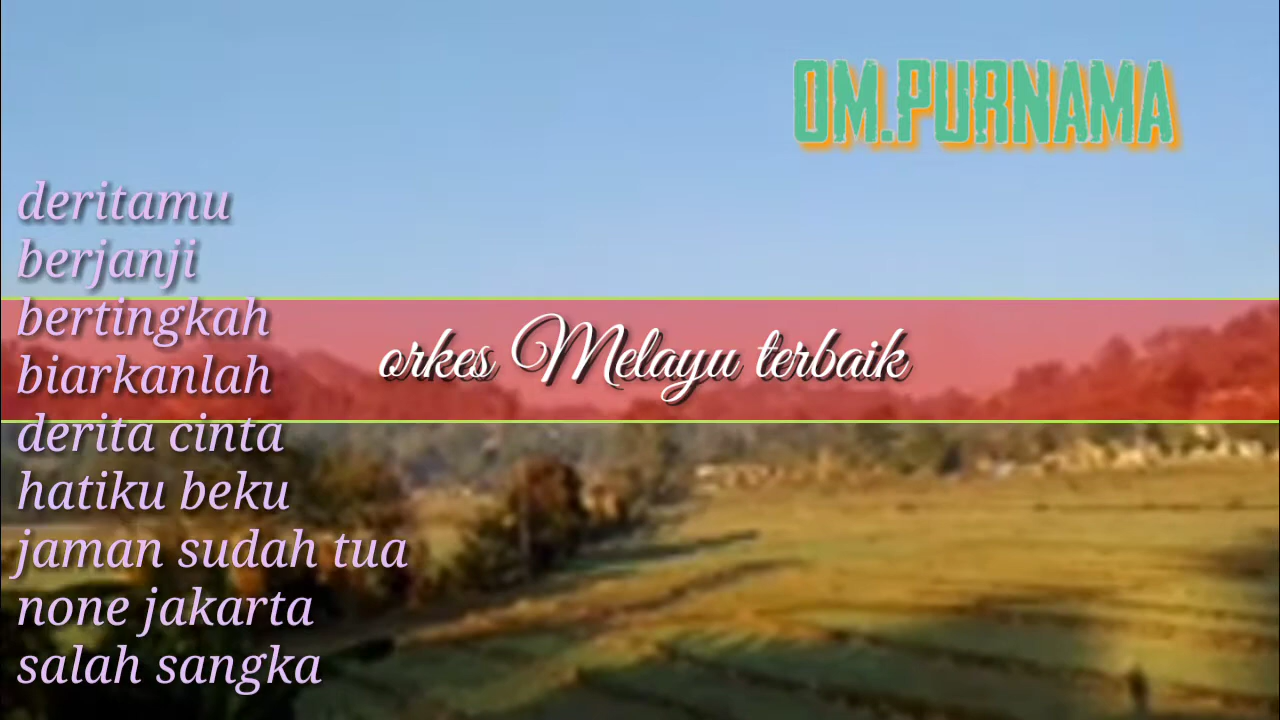 OM.PURNAMA
deritamu
berjanji
bertingkah
biarkanlah
derita cinta
hatiku beku
jaman sudah tua
none jakarta
salah sangka
orkes Melayu terbaik